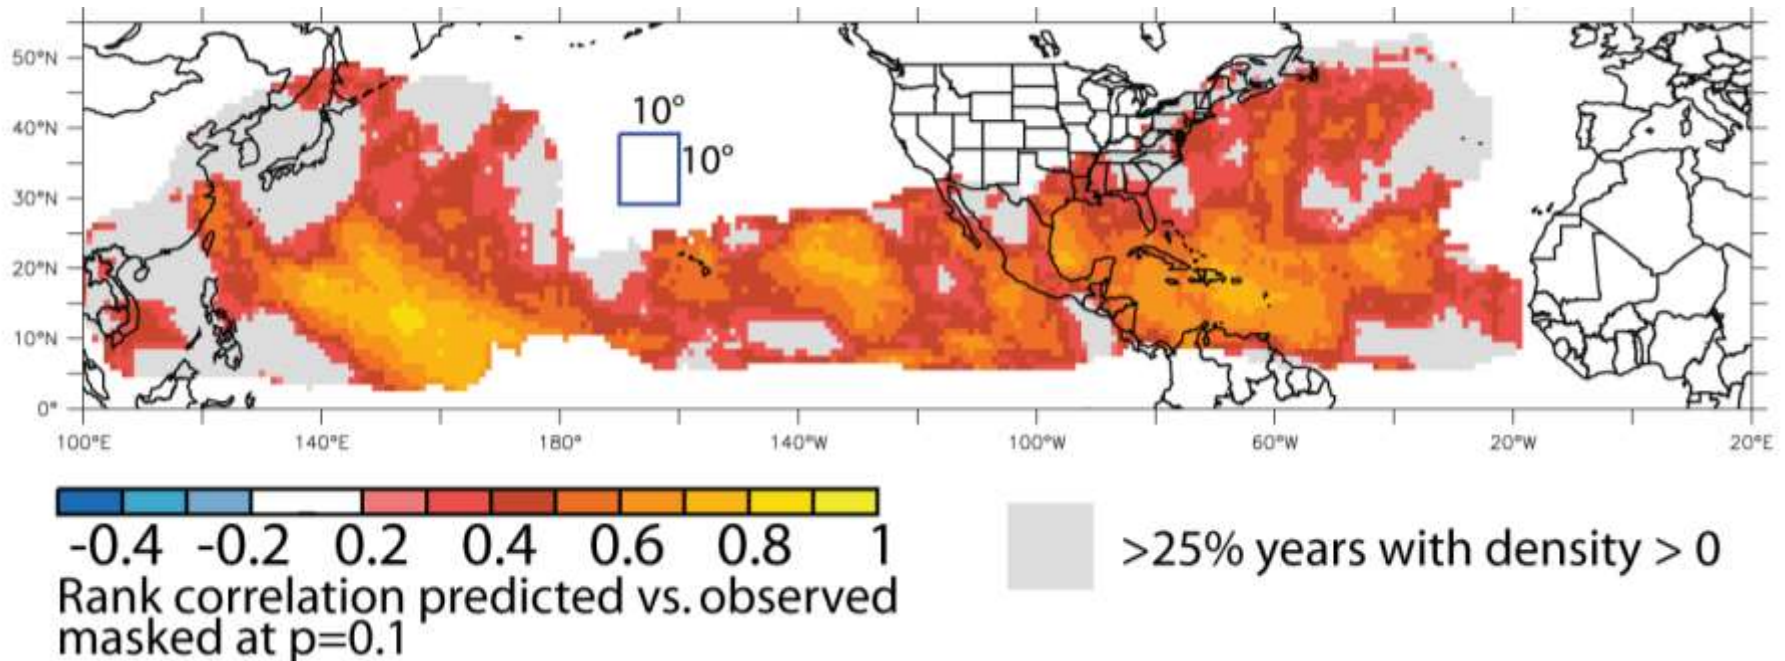 50°N
40°N
30°N
20°N
10°N
0°
10°
10°
100°E 140°E 180° 140°W 100°W 60°W 20°W 20°E
-0.4 -0.2 0.2 0.4 0.6 0.8 1
Rank correlation predicted vs. observed
masked at p=0.1
>25% years with density > 0